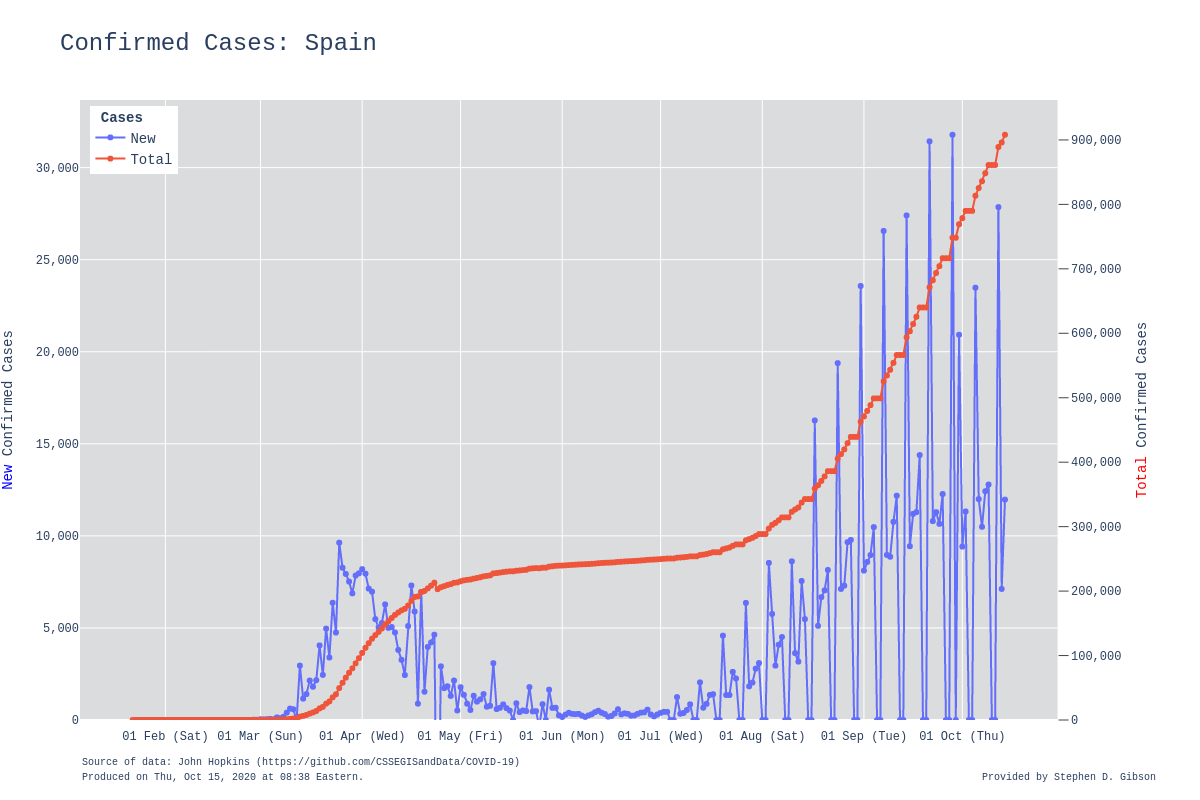 Confirmed Cases: Spain
Cases
New
Total
30,000
25,000
20,000
15,000
10,000
5,000
0
900,000
800,000
700,000
600,000
500,000
400,000
300,000
200,000
100,000
0
New Confirmed Cases
Total Confirmed Cases
01 Feb (Sat) 01 Mar (Sun) 01 Apr (Wed) 01 May (Fri) 01 Jun (Mon) 01 Jul (Wed) 01 Aug (Sat) 01 Sep (Tue) 01 Oct (Thu)
Source of data: John Hopkins (https://github.com/CSSEGISandData/COVID-19)
Produced on Thu, Oct 15, 2020 at 08:38 Eastern.
Provided by Stephen D. Gibson